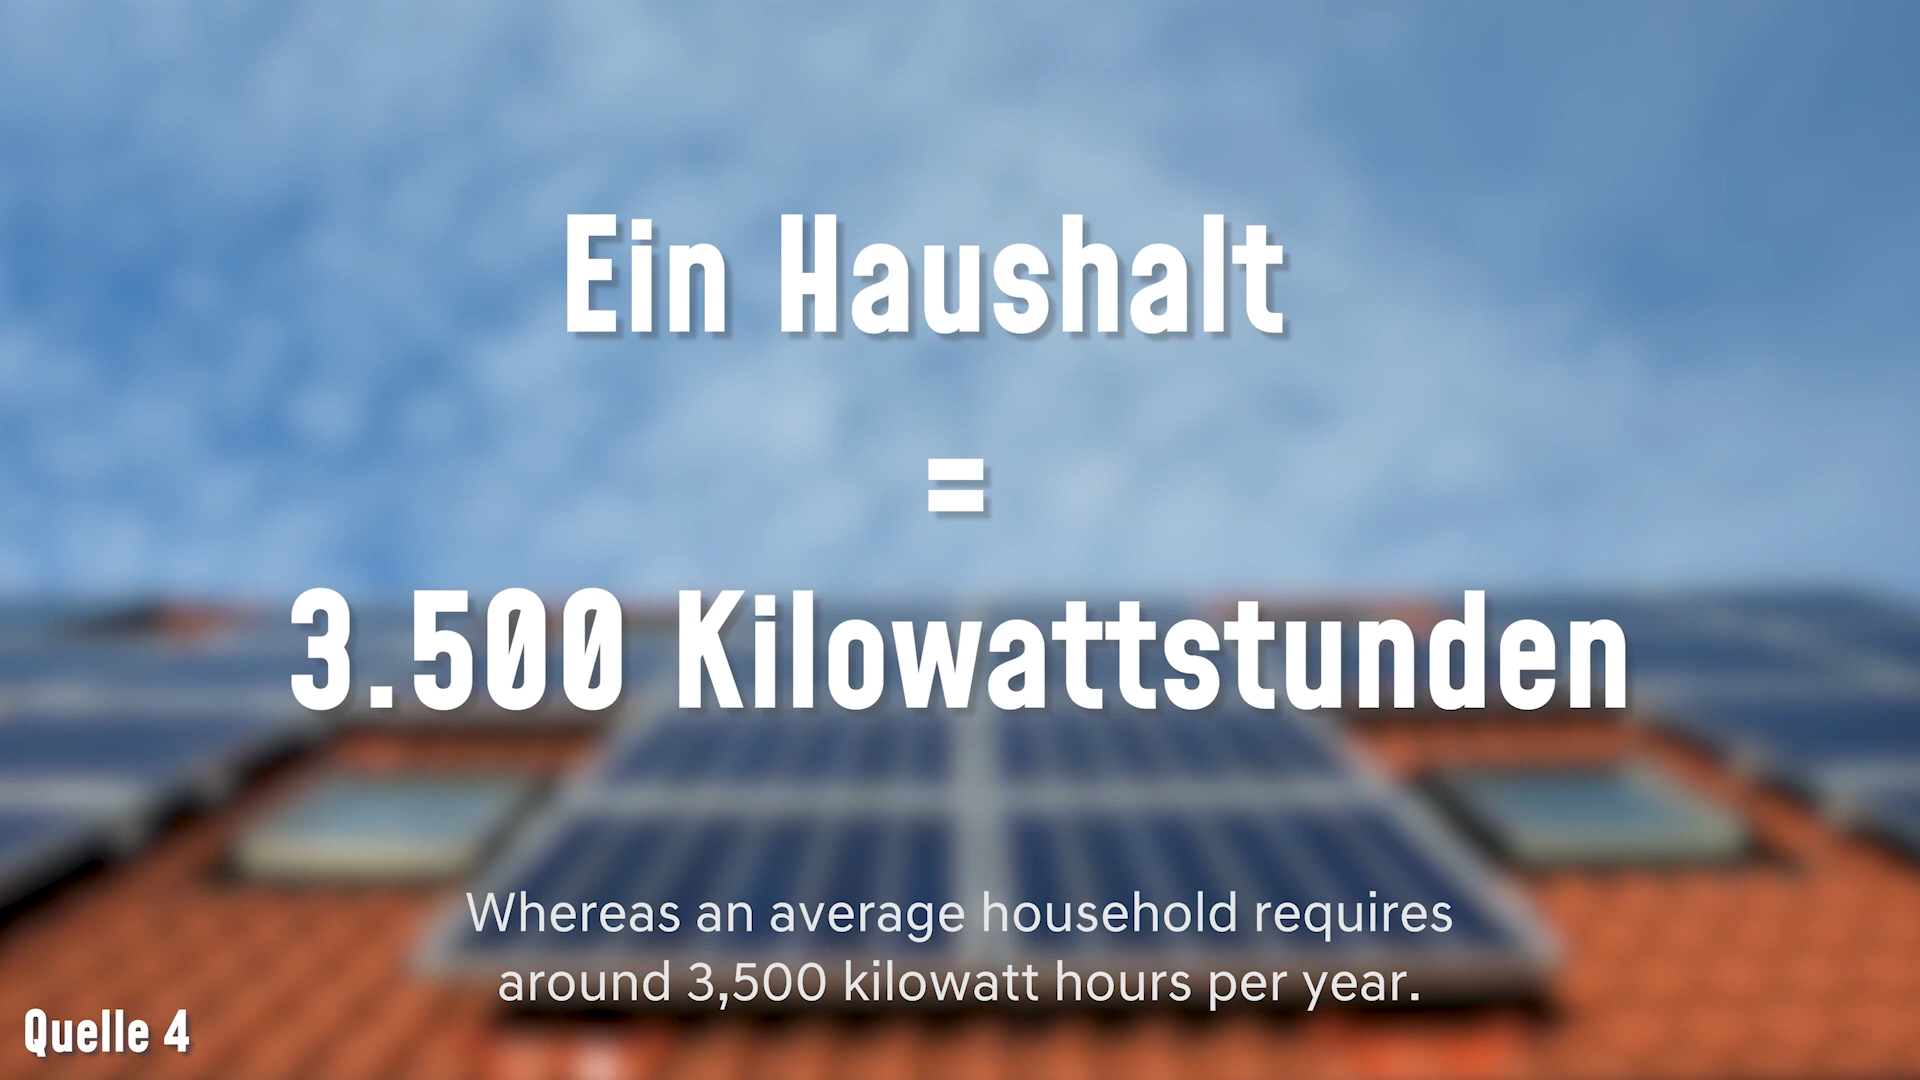 Ein Haushalt
=
3.500 Kilowattstunden
Whereas an average household requires
around 3,500 kilowatt hours per year.
Quelle 4